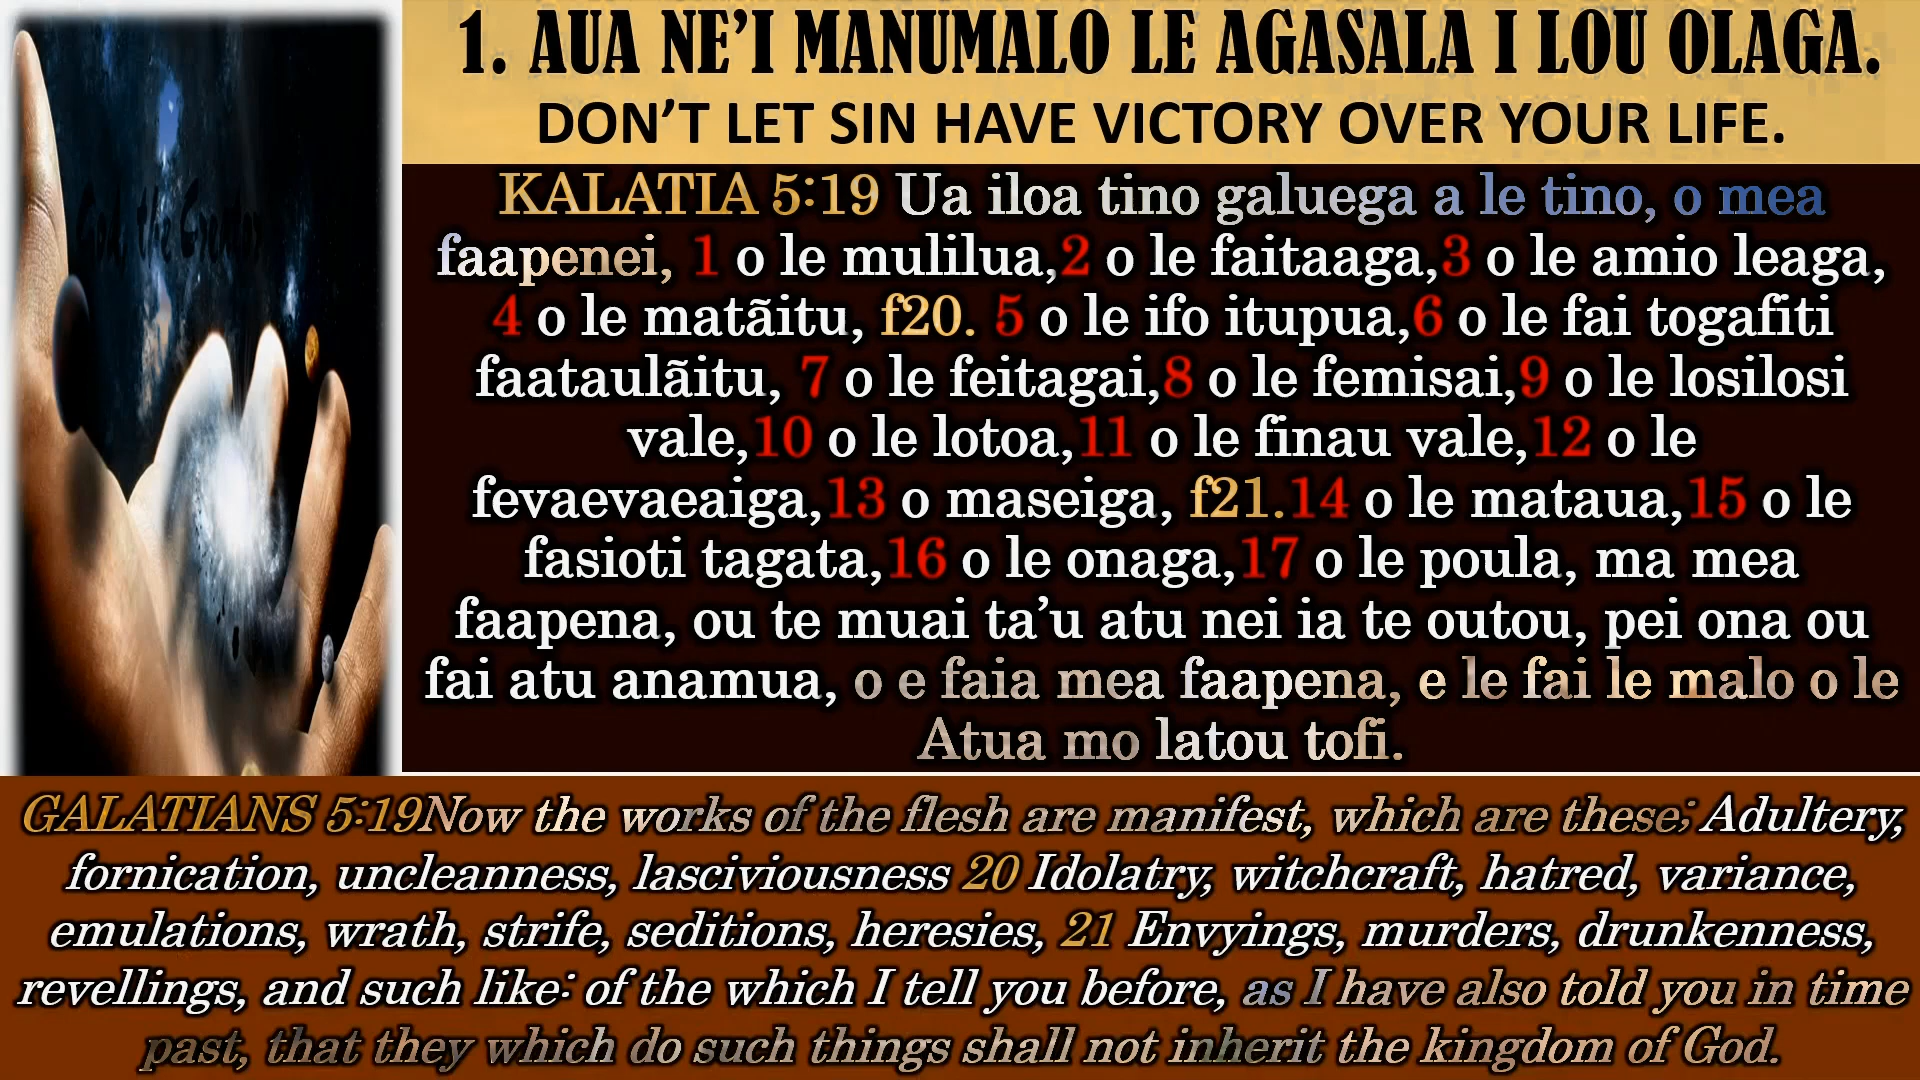 1. AUA NE’I MANUMALO LE AGASALA I LOU OLAGA.
DON’T LET SIN HAVE VICTORY OVER YOUR LIFE.
God the Creator
KALATIA 5:19 Ua iloa tino galuega a le tino, o mea
faapenei, 1 o le mulilua,2 o le faitaaga,3 o le amio leaga,
4 o le matãitu, f20. 5 o le ifo itupua,6 o le fai togafiti
faataulãitu, 7 o le feitagai,8 o le femisai,9 o le losilosi
vale,10 o le lotoa,11 o le finau vale,12 o le
fevaevaeaiga,13 o maseiga, f21.14 o le mataua,15 o le
fasioti tagata,16 o le onaga,17 o le poula, ma mea
faapena, ou te muai ta’u atu nei ia te outou, pei ona ou
fai atu anamua, o e faia mea faapena, e le fai le malo o le
Atua mo latou tofi.
GALATIANS 5:19Now the works of the flesh are manifest, which are these; Adultery,
fornication, uncleanness, lasciviousness 20 Idolatry, witchcraft, hatred, variance,
emulations, wrath, strife, seditions, heresies, 21 Envyings, murders, drunkenness,
revellings, and such like: of the which I tell you before, as I have also told you in time
past, that they which do such things shall not inherit the kingdom of God.